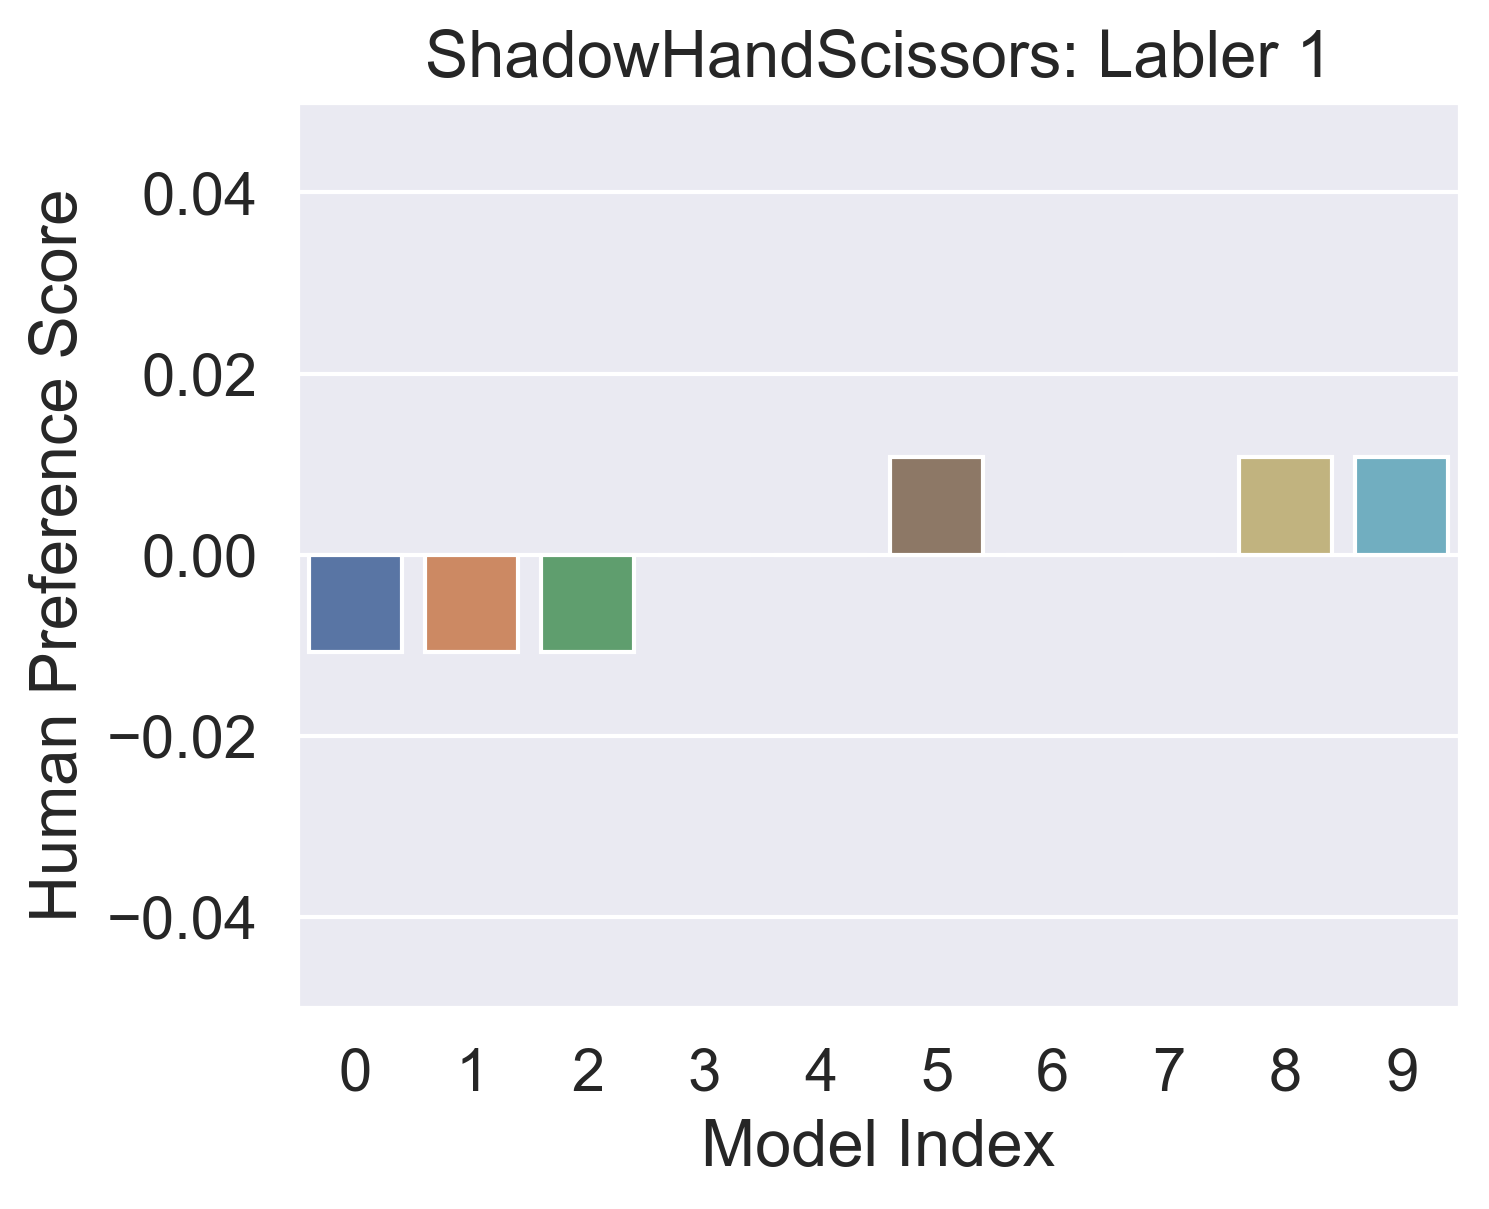 ShadowHandScissors: Labler 1
Human Preference Score
0.04
0.02
0.00
−0.02
−0.04
0 1 2 3 4 5 6 7 8 9
Model Index